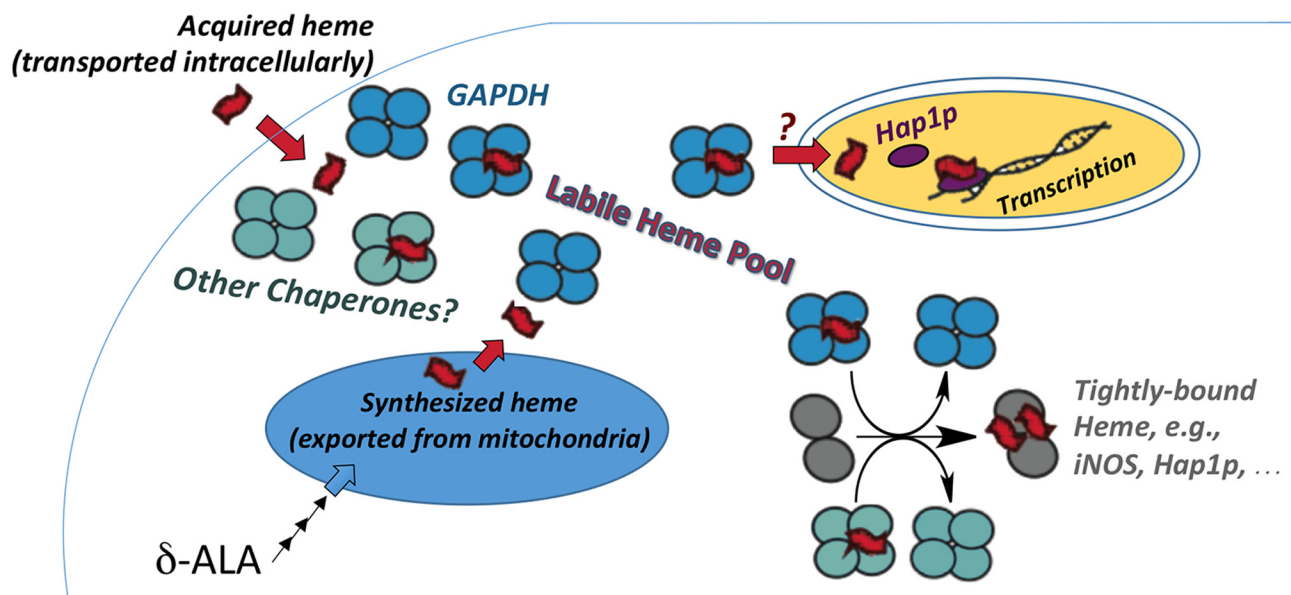 Acquired heme
(transported intracellularly)
GAPDH
?
Hap1p
Transcription
Labile Heme Pool
Other Chaperones?
Synthesized heme
(exported from mitochondria)
δ-ALA
Tightly-bound
Heme, e.g.,
iNOS, Hap1p, ...